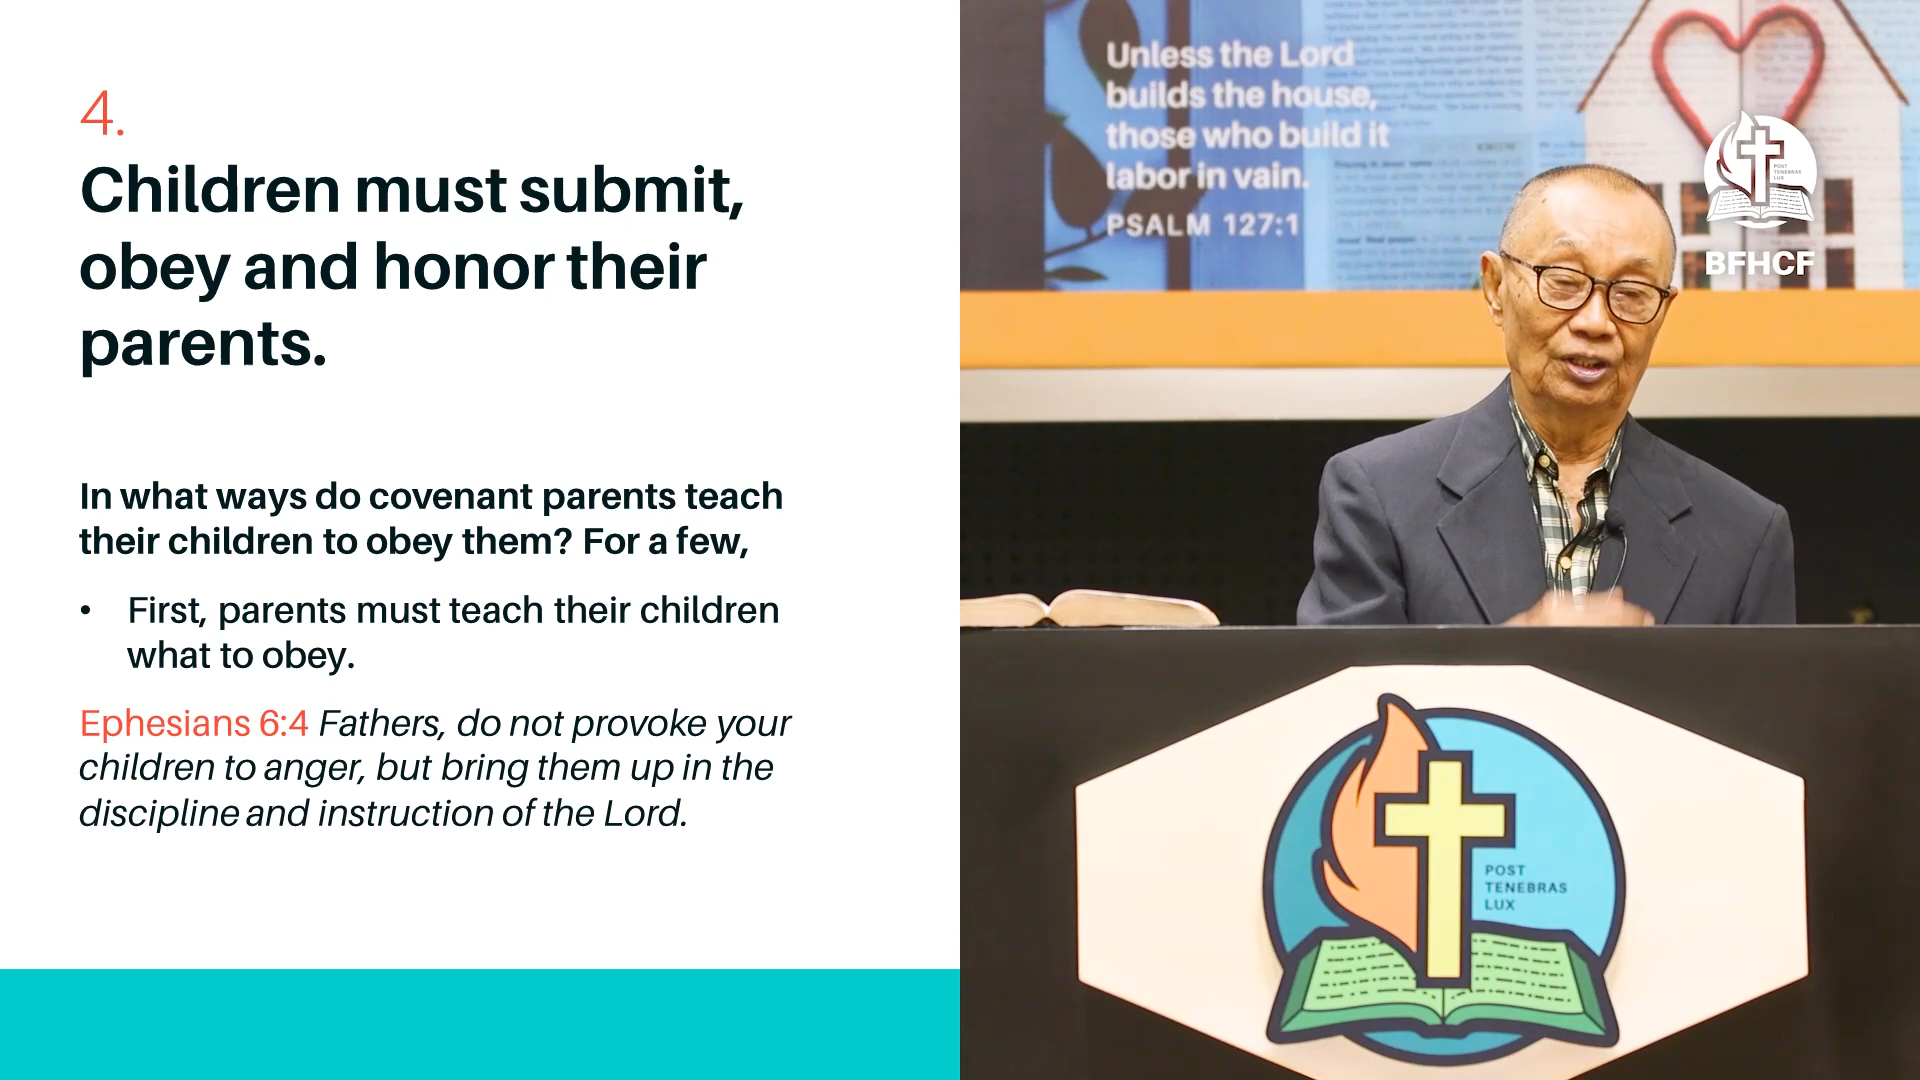 4.
Children must submit,
obey and honor their
parents.
In what ways do covenant parents teach
their children to obey them? For a few,
• First, parents must teach their children
what to obey.
Ephesians 6:4 Fathers, do not provoke your
children to anger, but bring them up in the
discipline and instruction of the Lord.
Unless the Lord
builds the house,
those who build it
labor in vain.
PSALM 127:1
POST
TENEBRAS
LUX
BFHCF
POST
TENEBRAS
LUX